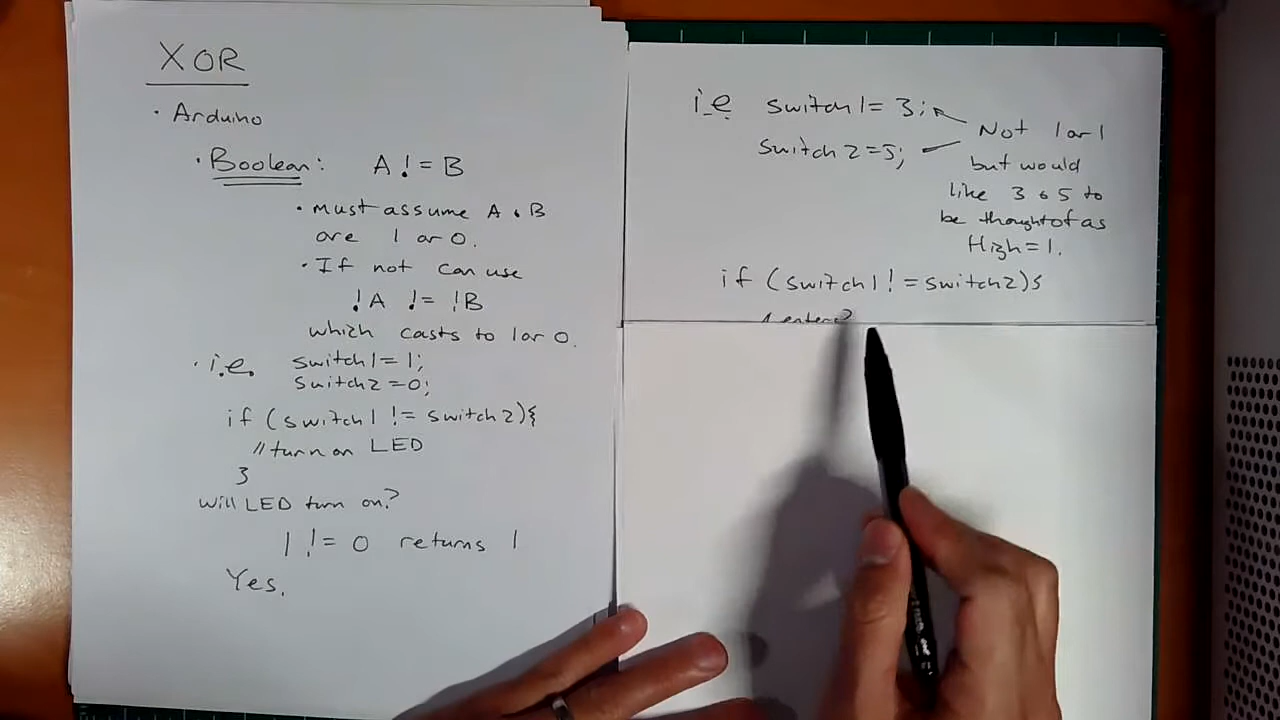 XOR
· Arduino
· Boolean: A != B
· must assume A & B
are 1 or 0.
· If not can use
!A != !B
which casts to 1 or 0.
· i.e. switch1 = 1;
switch2 = 0;
if (switch1 != switch2){
//turn on LED
}
Will LED turn on?
1 != 0 returns 1
Yes.
i.e switch1 = 3;
switch2 = 5;
Not 1 or 1
but would
like 3 & 5 to
be thought of as
High = 1.
if (switch1 != switch2){
enter?